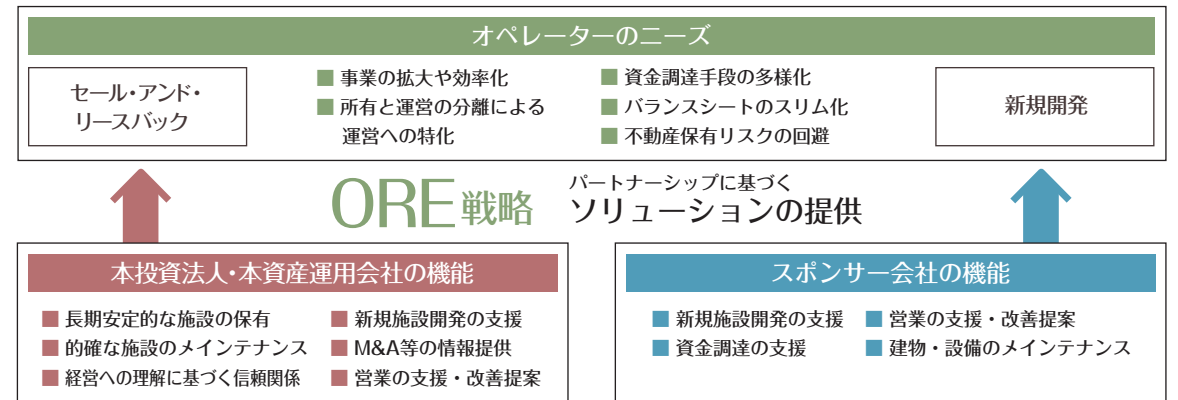 オペレーターのニーズ
セール・アンド・
リースバック
■ 事業の拡大や効率化
■ 所有と運営の分離による
運営への特化
■ 資金調達手段の多様化
■ バランスシートのスリム化
■ 不動産保有リスクの回避
新規開発
ORE戦略
パートナーシップに基づく
ソリューションの提供
本投資法人・本資産運用会社の機能
■ 長期安定的な施設の保有
■ 的確な施設のメインテナンス
■ 経営への理解に基づく信頼関係
■ 新規施設開発の支援
■ M&A等の情報提供
■ 営業の支援・改善提案
スポンサー会社の機能
■ 新規施設開発の支援
■ 資金調達の支援
■ 営業の支援・改善提案
■ 建物・設備のメインテナンス